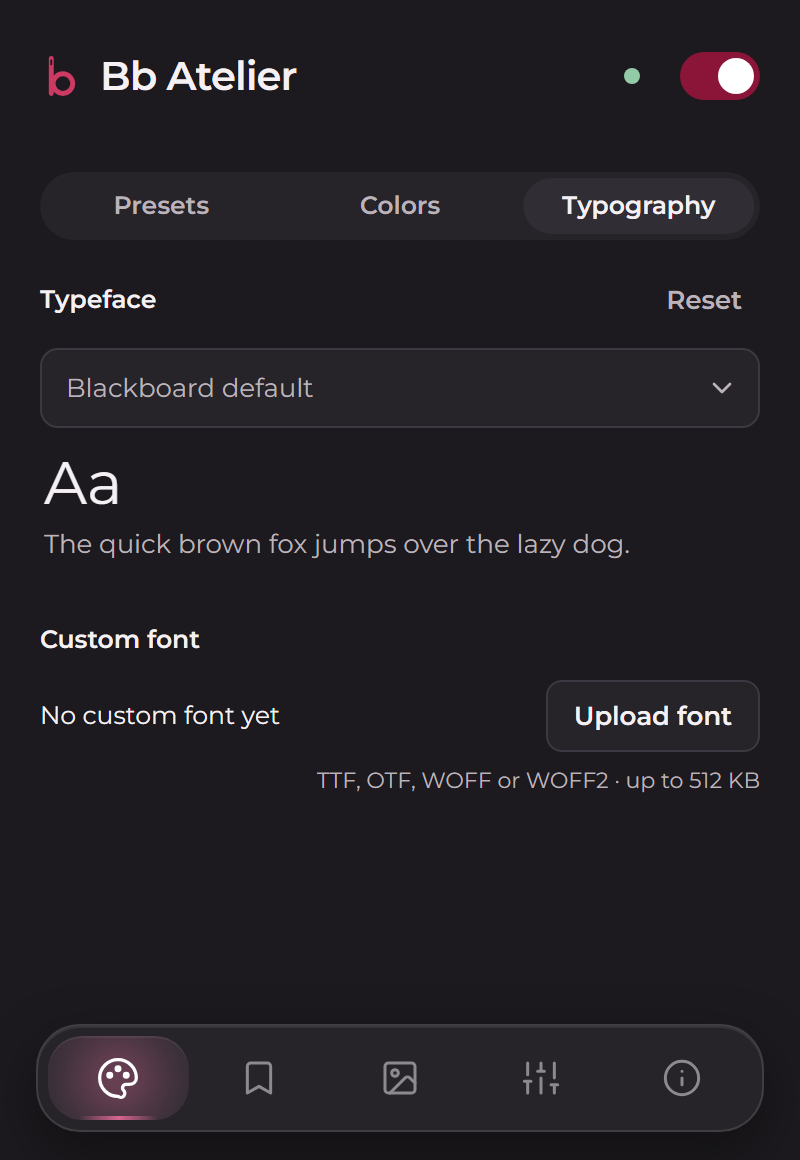 Bb Atelier
Presets Colors Typography
Typeface Reset
Blackboard default
Aa
The quick brown fox jumps over the lazy dog.
Custom font
No custom font yet Upload font
TTF, OTF, WOFF or WOFF2 · up to 512 KB